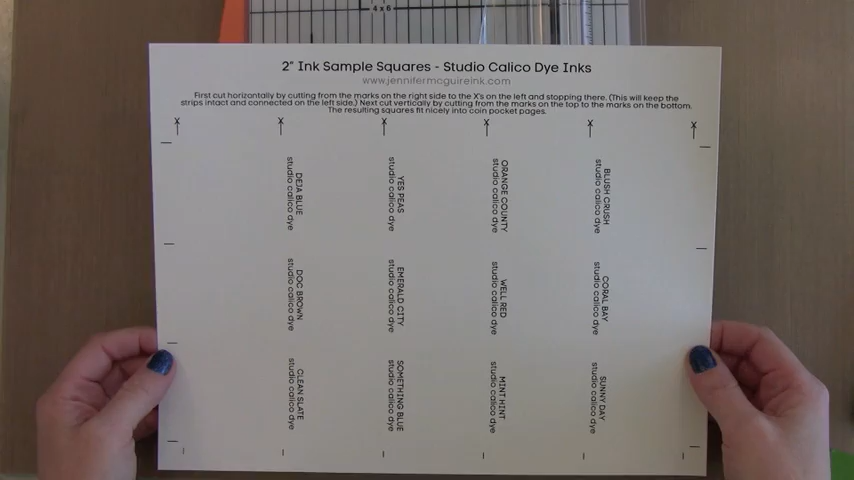 4 x 6
2" Ink Sample Squares - Studio Calico Dye Inks
www.jennifermcguireink.com
First cut horizontally by cutting from the marks on the right side to the X's on the left and stopping there. (This will keep the
strips intact and connected on the left side.) Next cut vertically by cutting from the marks on the top to the marks on the bottom.
The resulting squares fit nicely into coin pocket pages.
DEJA BLUE
studio calico dye
YES PEAS
studio calico dye
ORANGE COUNTY
studio calico dye
BLUSH CRUSH
studio calico dye
DOC BROWN
studio calico dye
EMERALD CITY
studio calico dye
WELL RED
studio calico dye
CORAL BAY
studio calico dye
CLEAN SLATE
studio calico dye
SOMETHING BLUE
studio calico dye
MINT HINT
studio calico dye
SUNNY DAY
studio calico dye